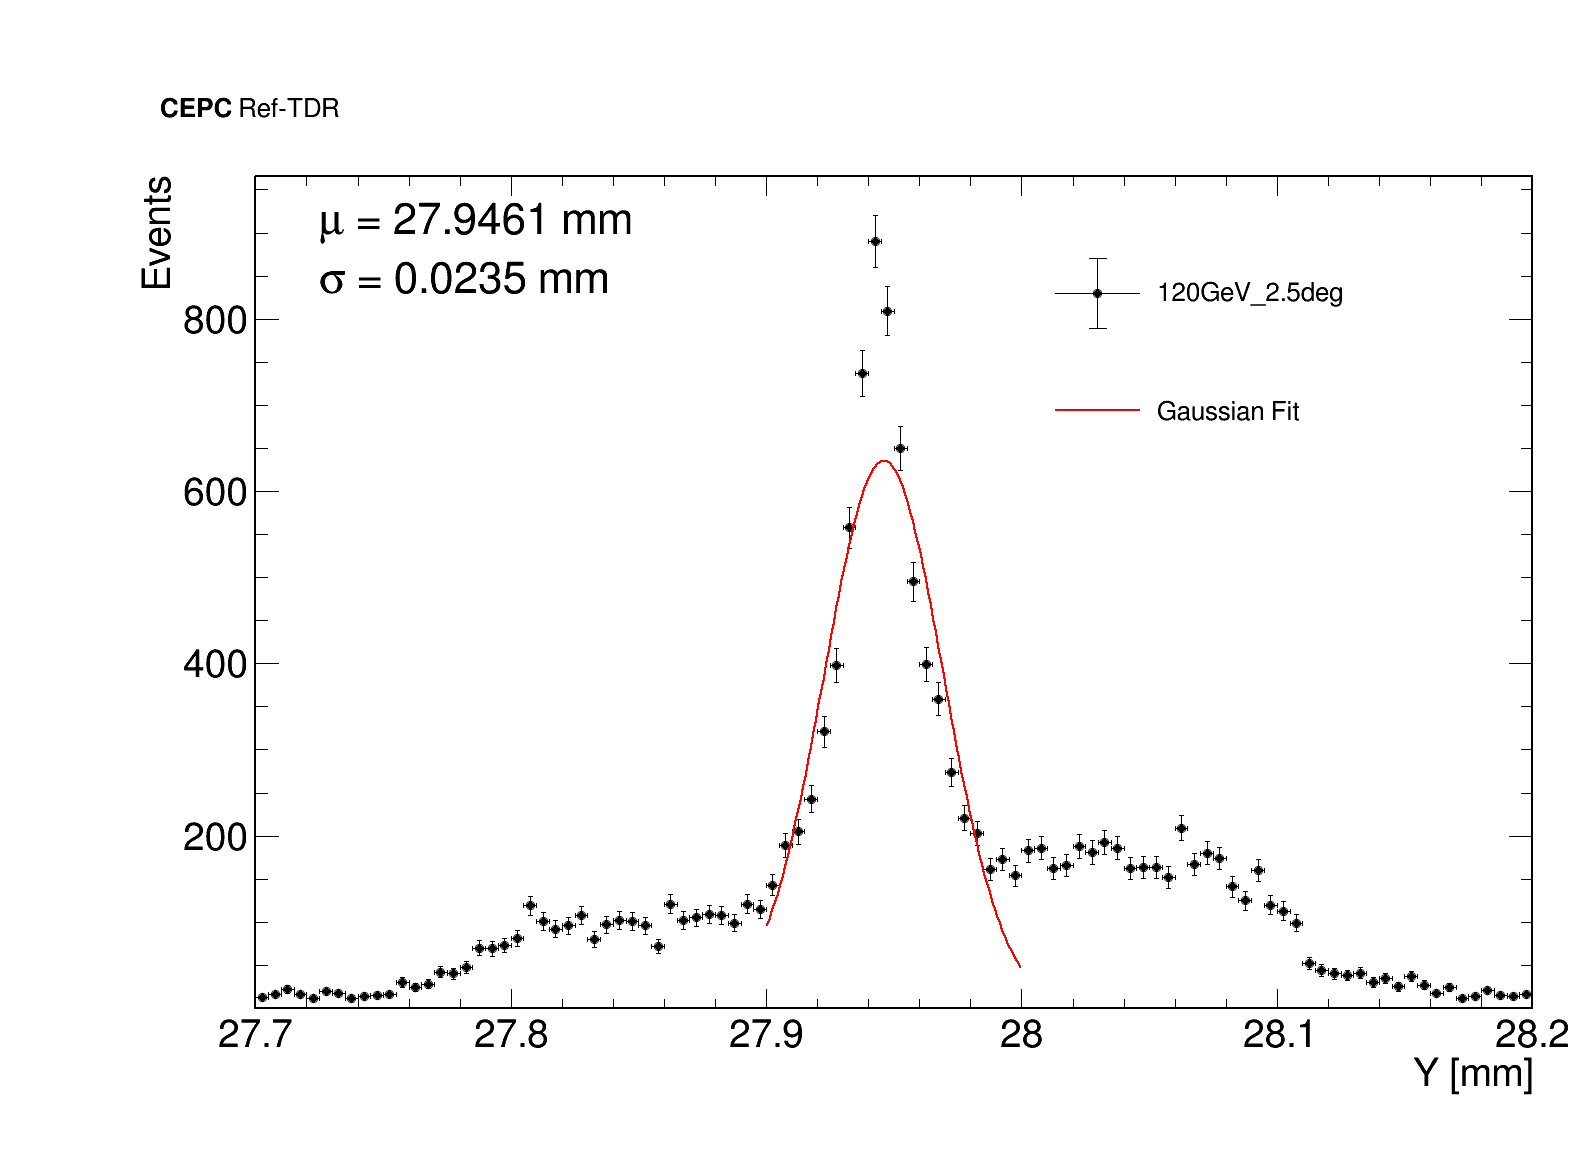 CEPC Ref-TDR
Events
μ = 27.9461 mm
σ = 0.0235 mm
120GeV_2.5deg
Gaussian Fit
800
600
400
200
27.7 27.8 27.9 28 28.1 28.2
Y [mm]